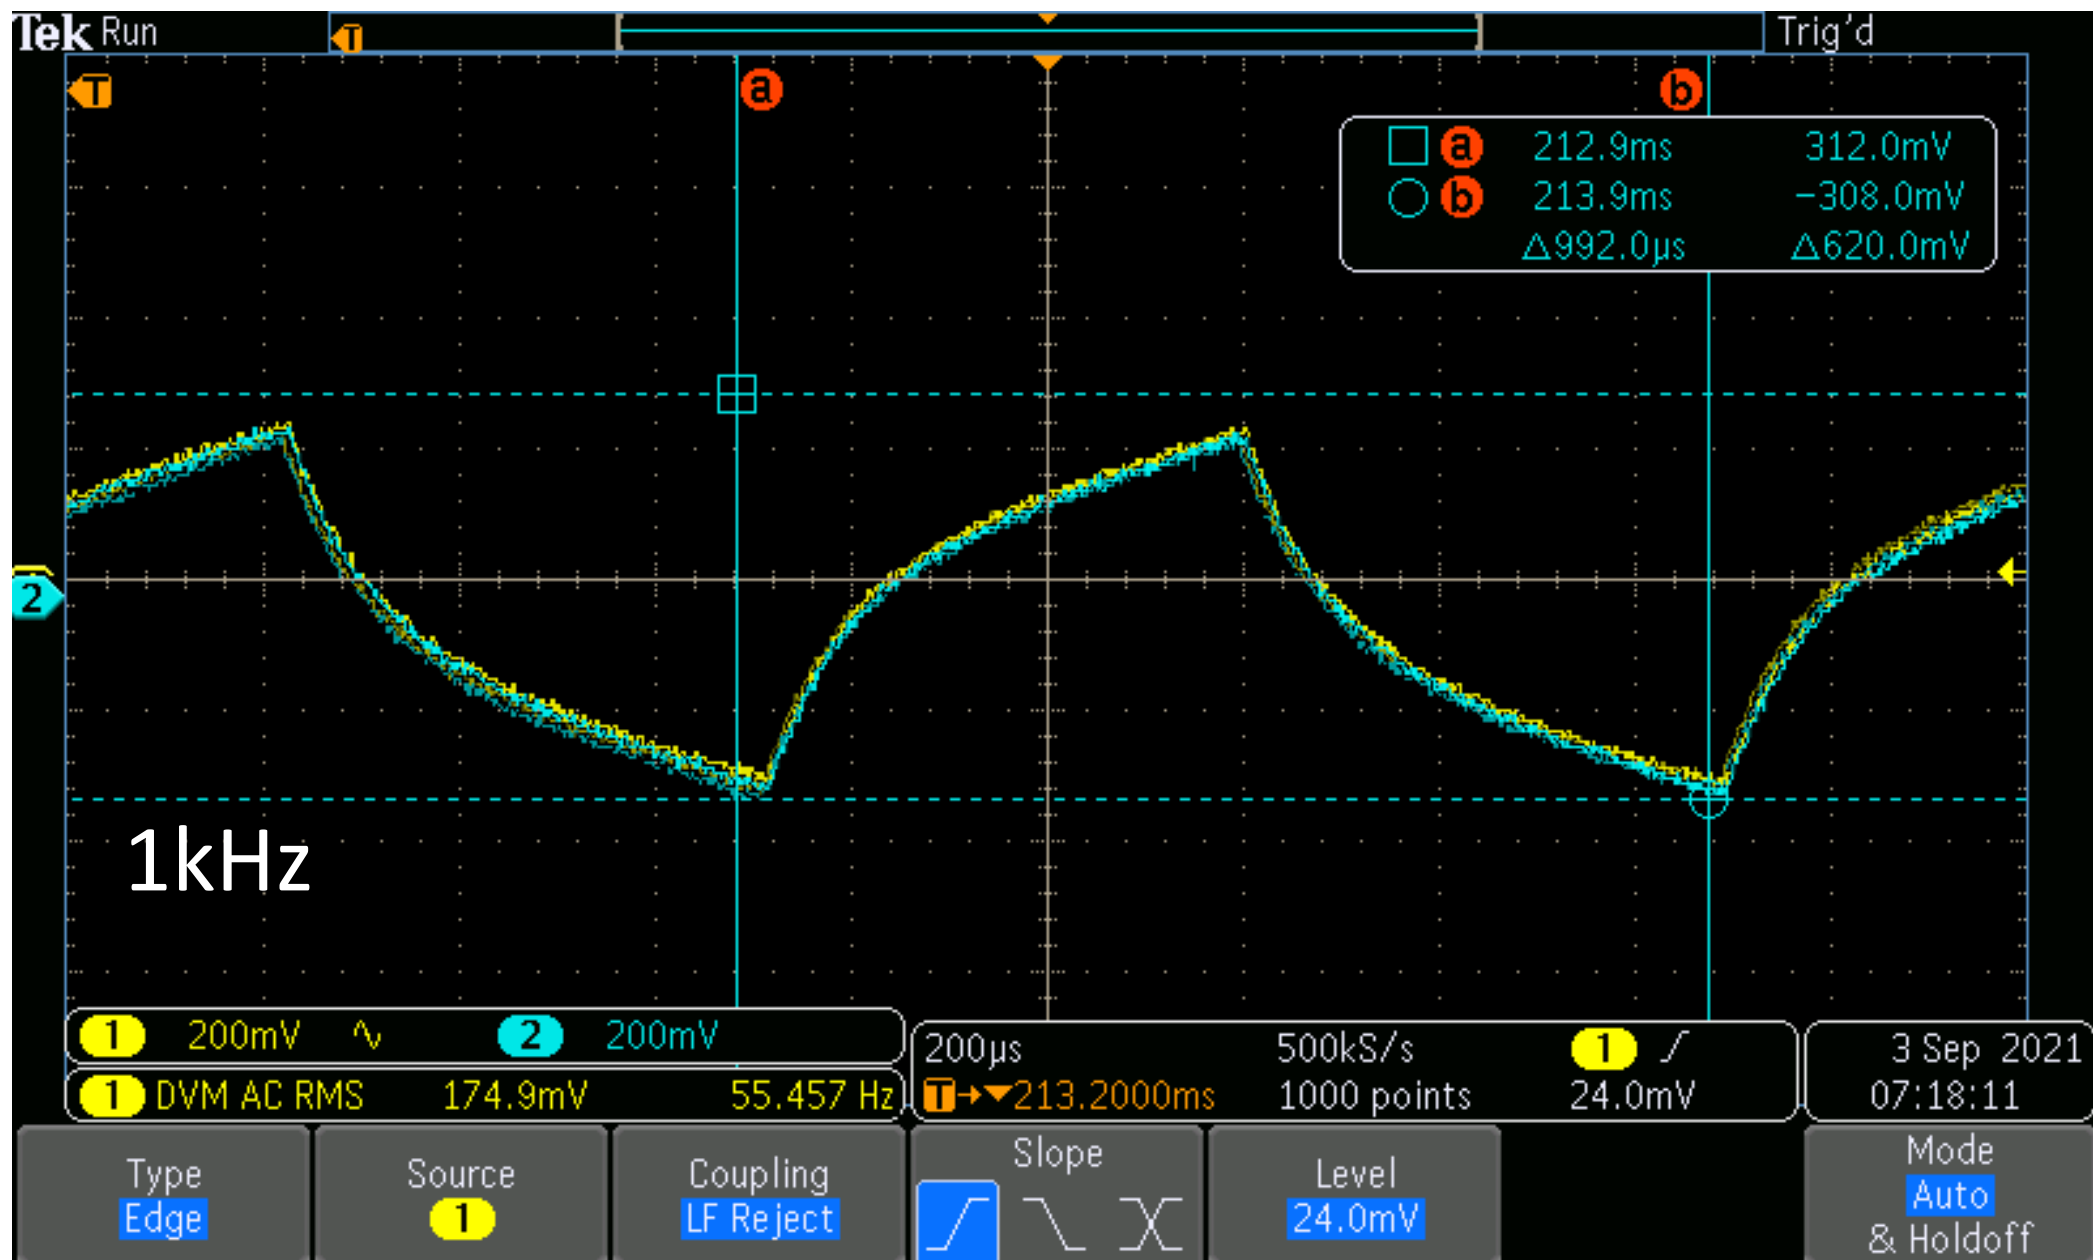 Tek Run Trig'd
T
T a b
a 212.9ms 312.0mV
b 213.9ms −308.0mV
Δ992.0µs Δ620.0mV
2
1kHz
1 200mV 2 200mV
1 DVM AC RMS 174.9mV 55.457 Hz
200µs 500kS/s 1
T→▼213.2000ms 1000 points 24.0mV
3 Sep 2021
07:18:11
Type
Edge
Source
1
Coupling
LF Reject
Slope
Level
24.0mV
Mode
Auto
& Holdoff